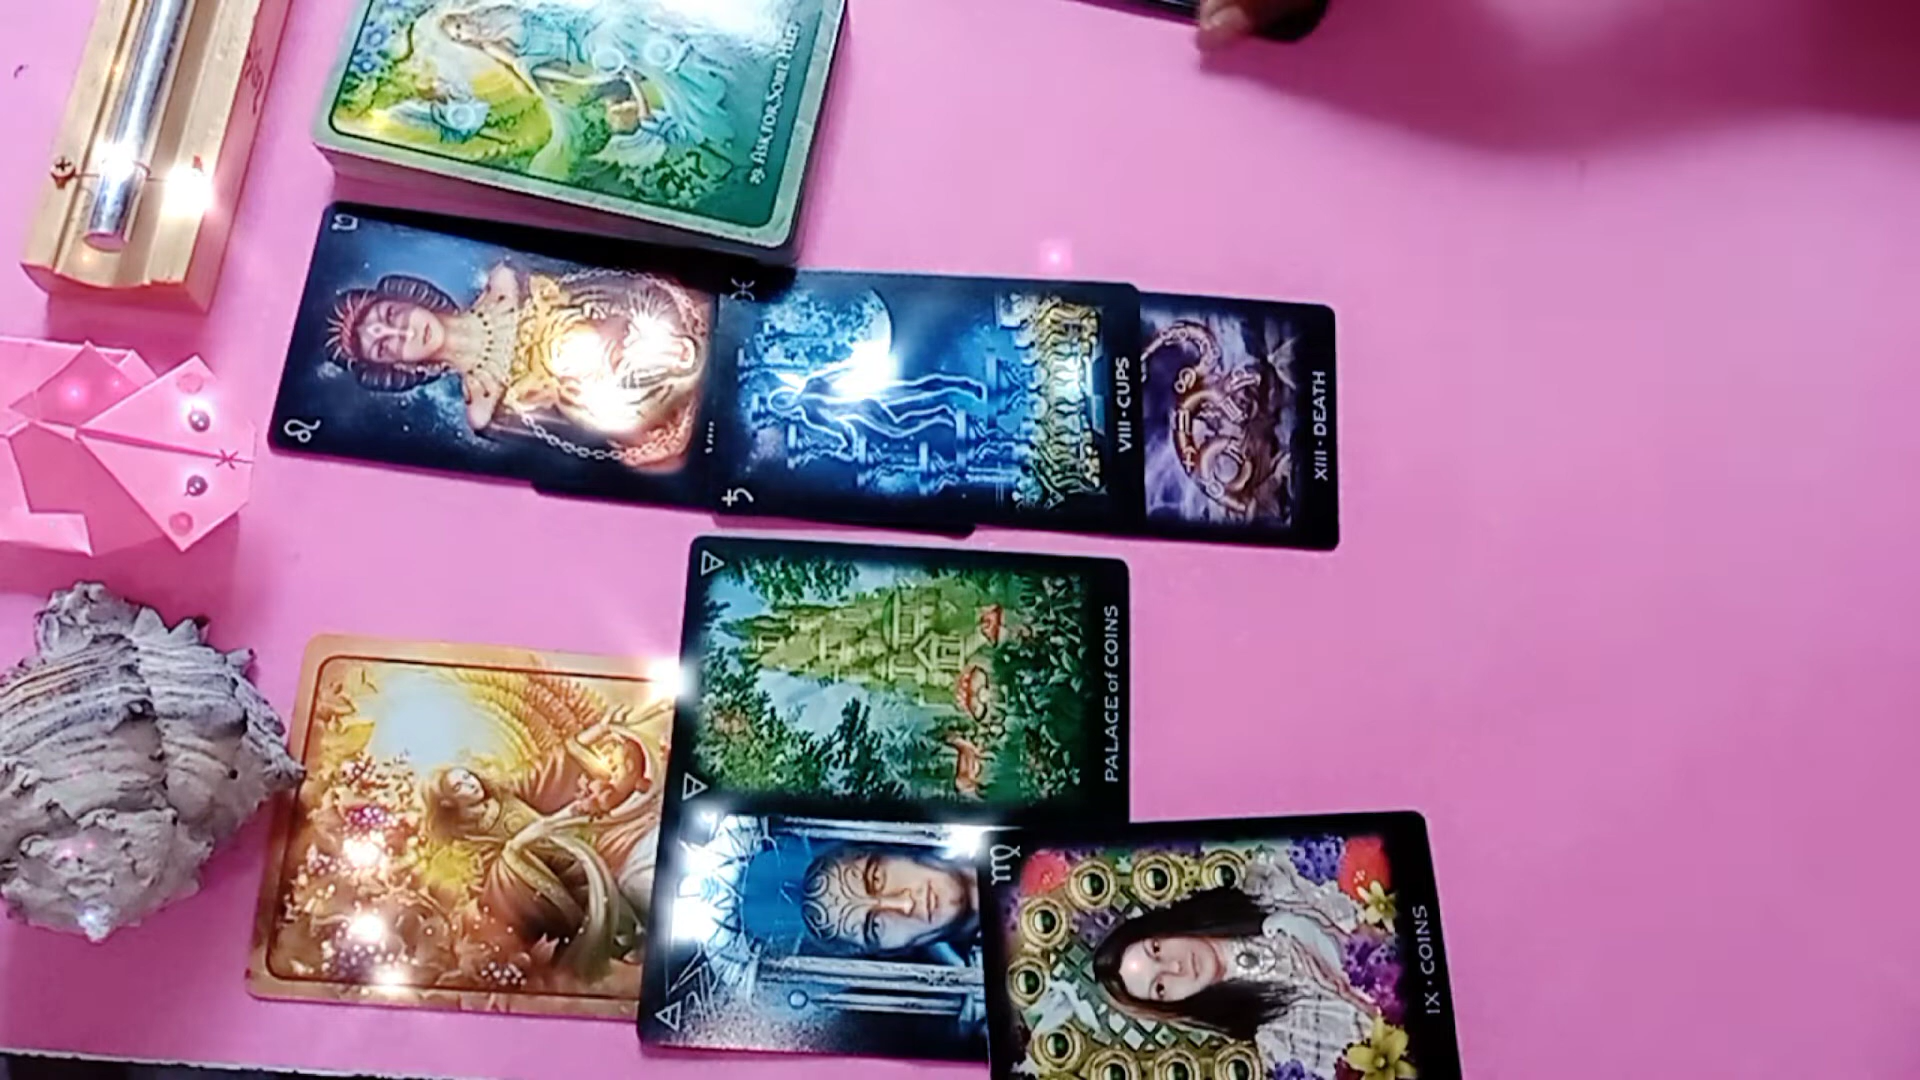 29 ASK FOR SOME HELP
VIII · CUPS
XIII · DEATH
PALACE of COINS
IX · COINS